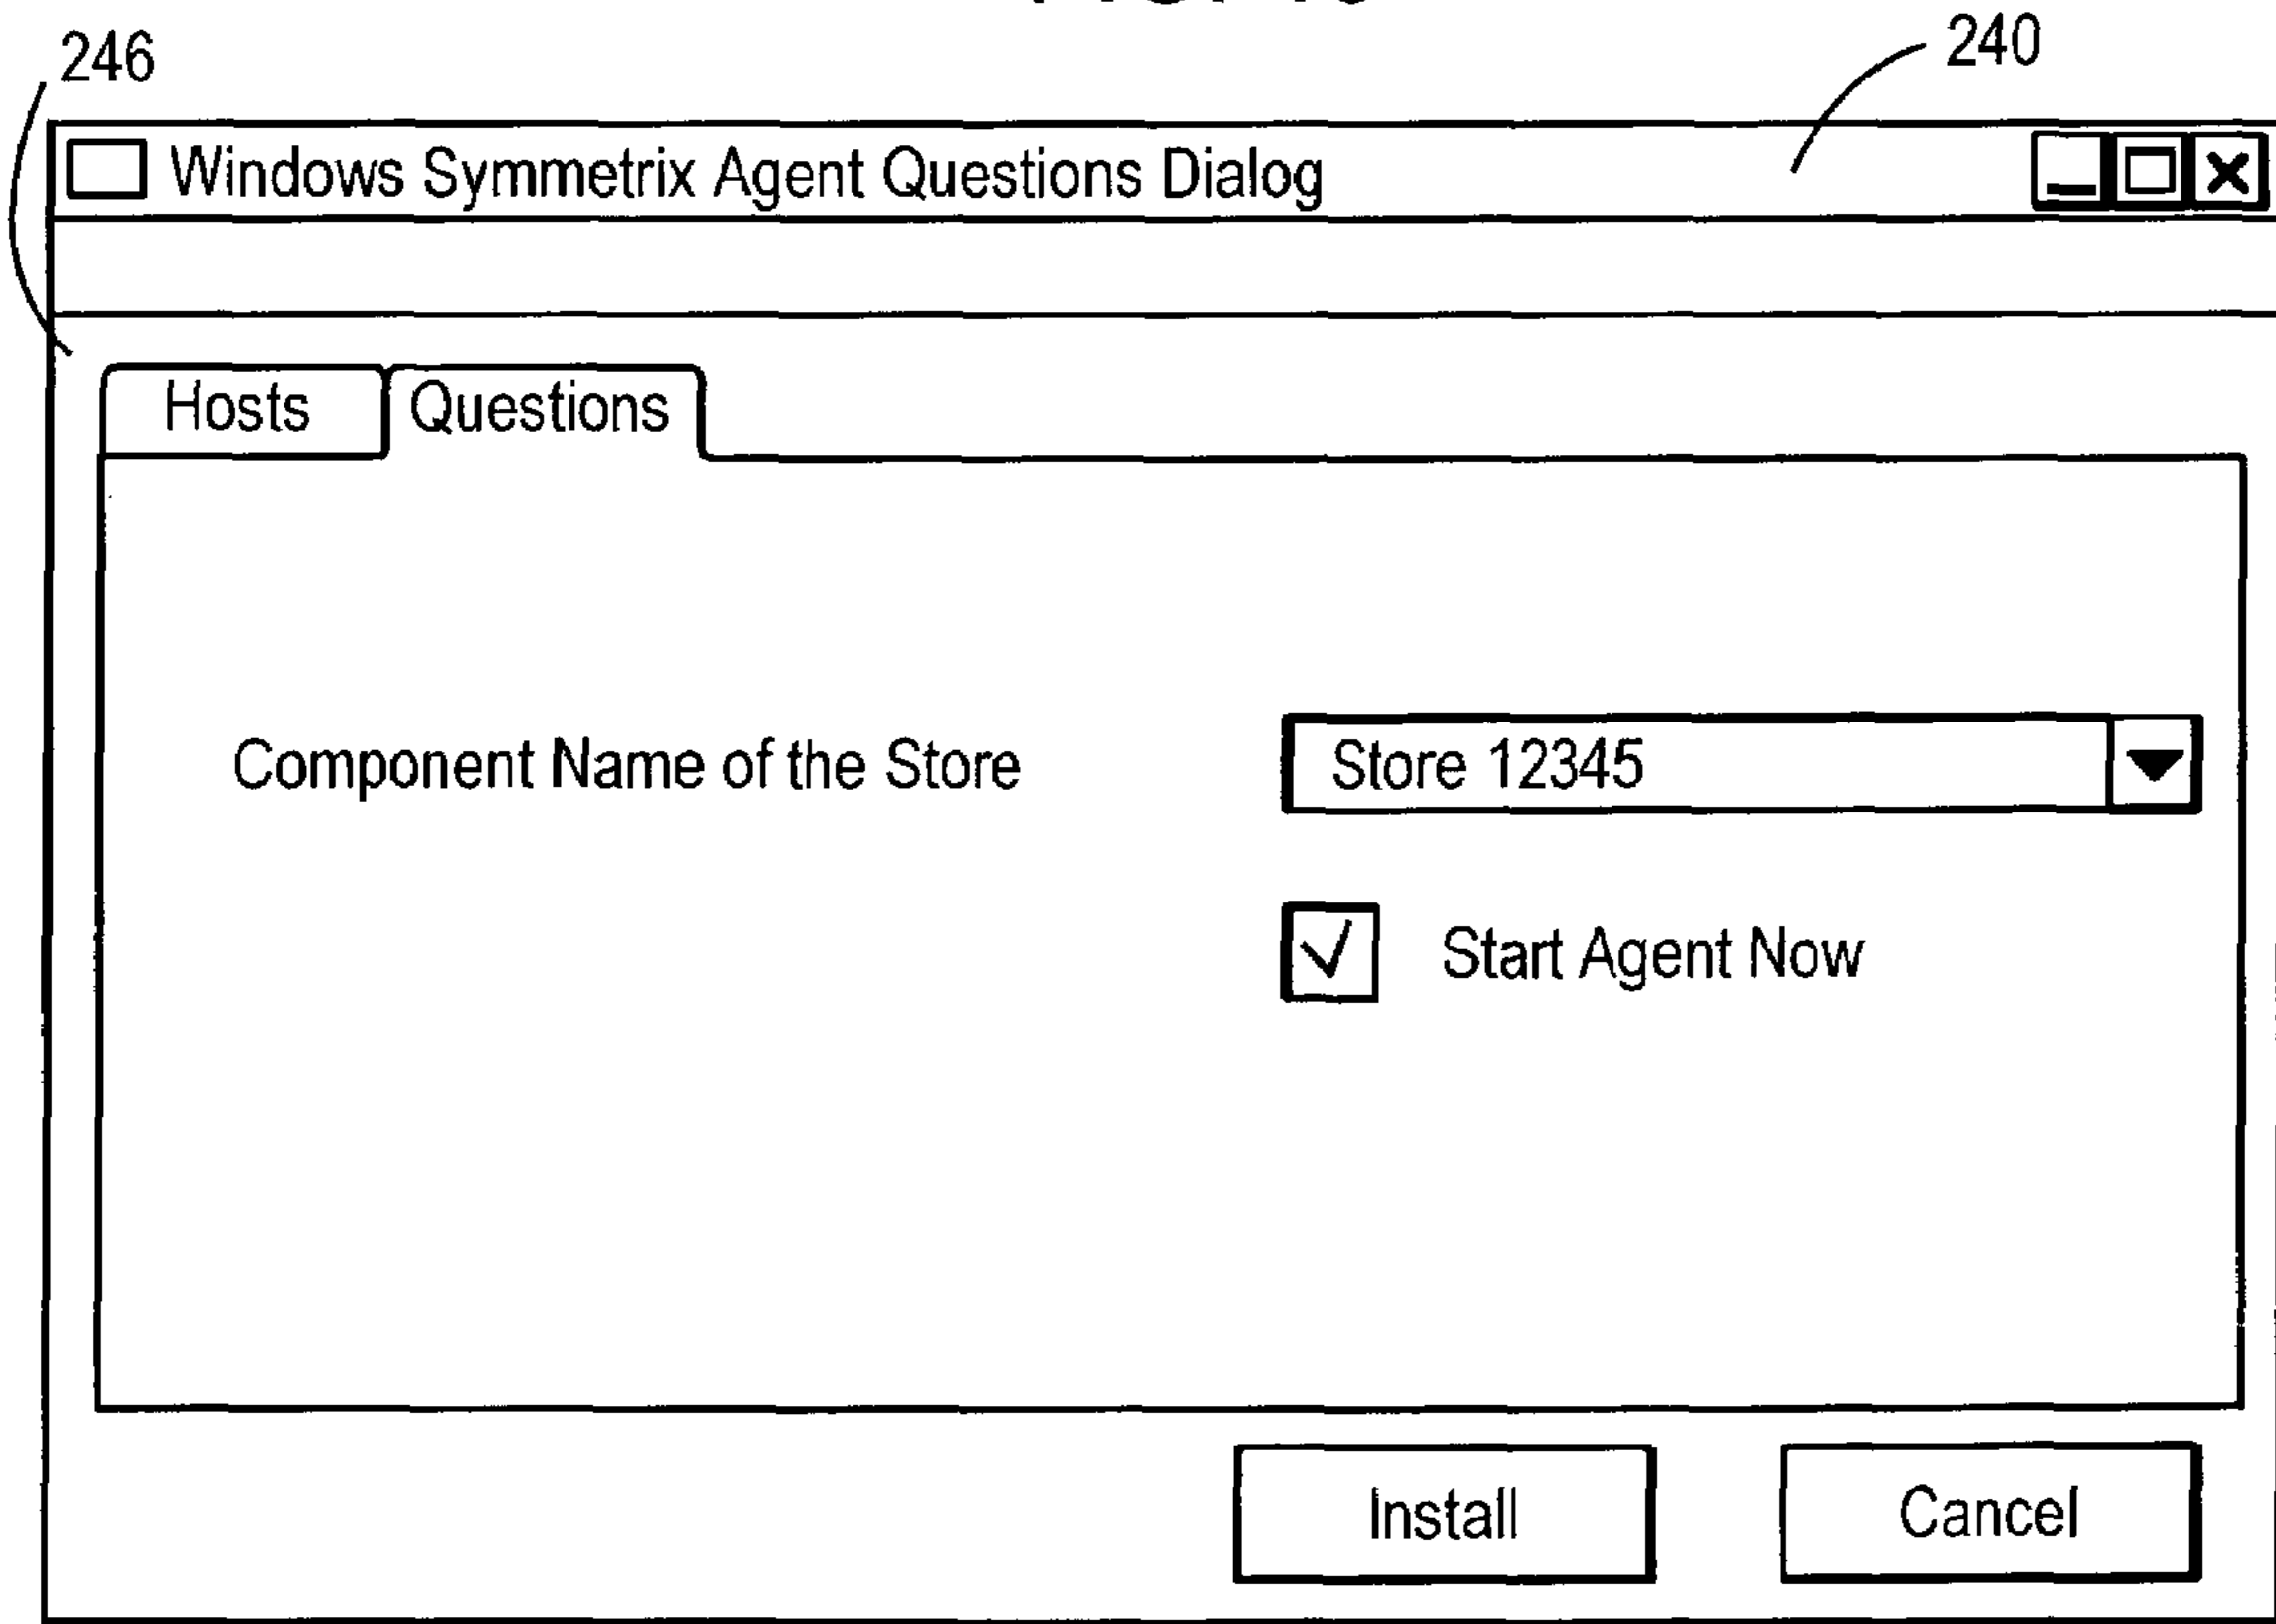 246
240
Windows Symmetrix Agent Questions Dialog
Hosts
Questions
Component Name of the Store
Store 12345
Start Agent Now
Install
Cancel